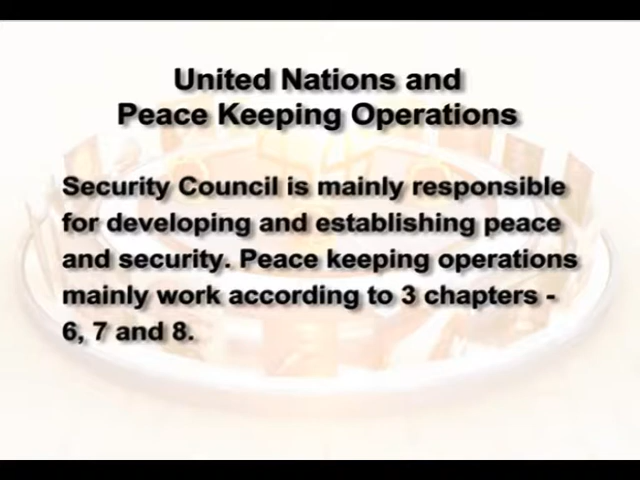 United Nations and
Peace Keeping Operations
Security Council is mainly responsible
for developing and establishing peace
and security. Peace keeping operations
mainly work according to 3 chapters -
6, 7 and 8.